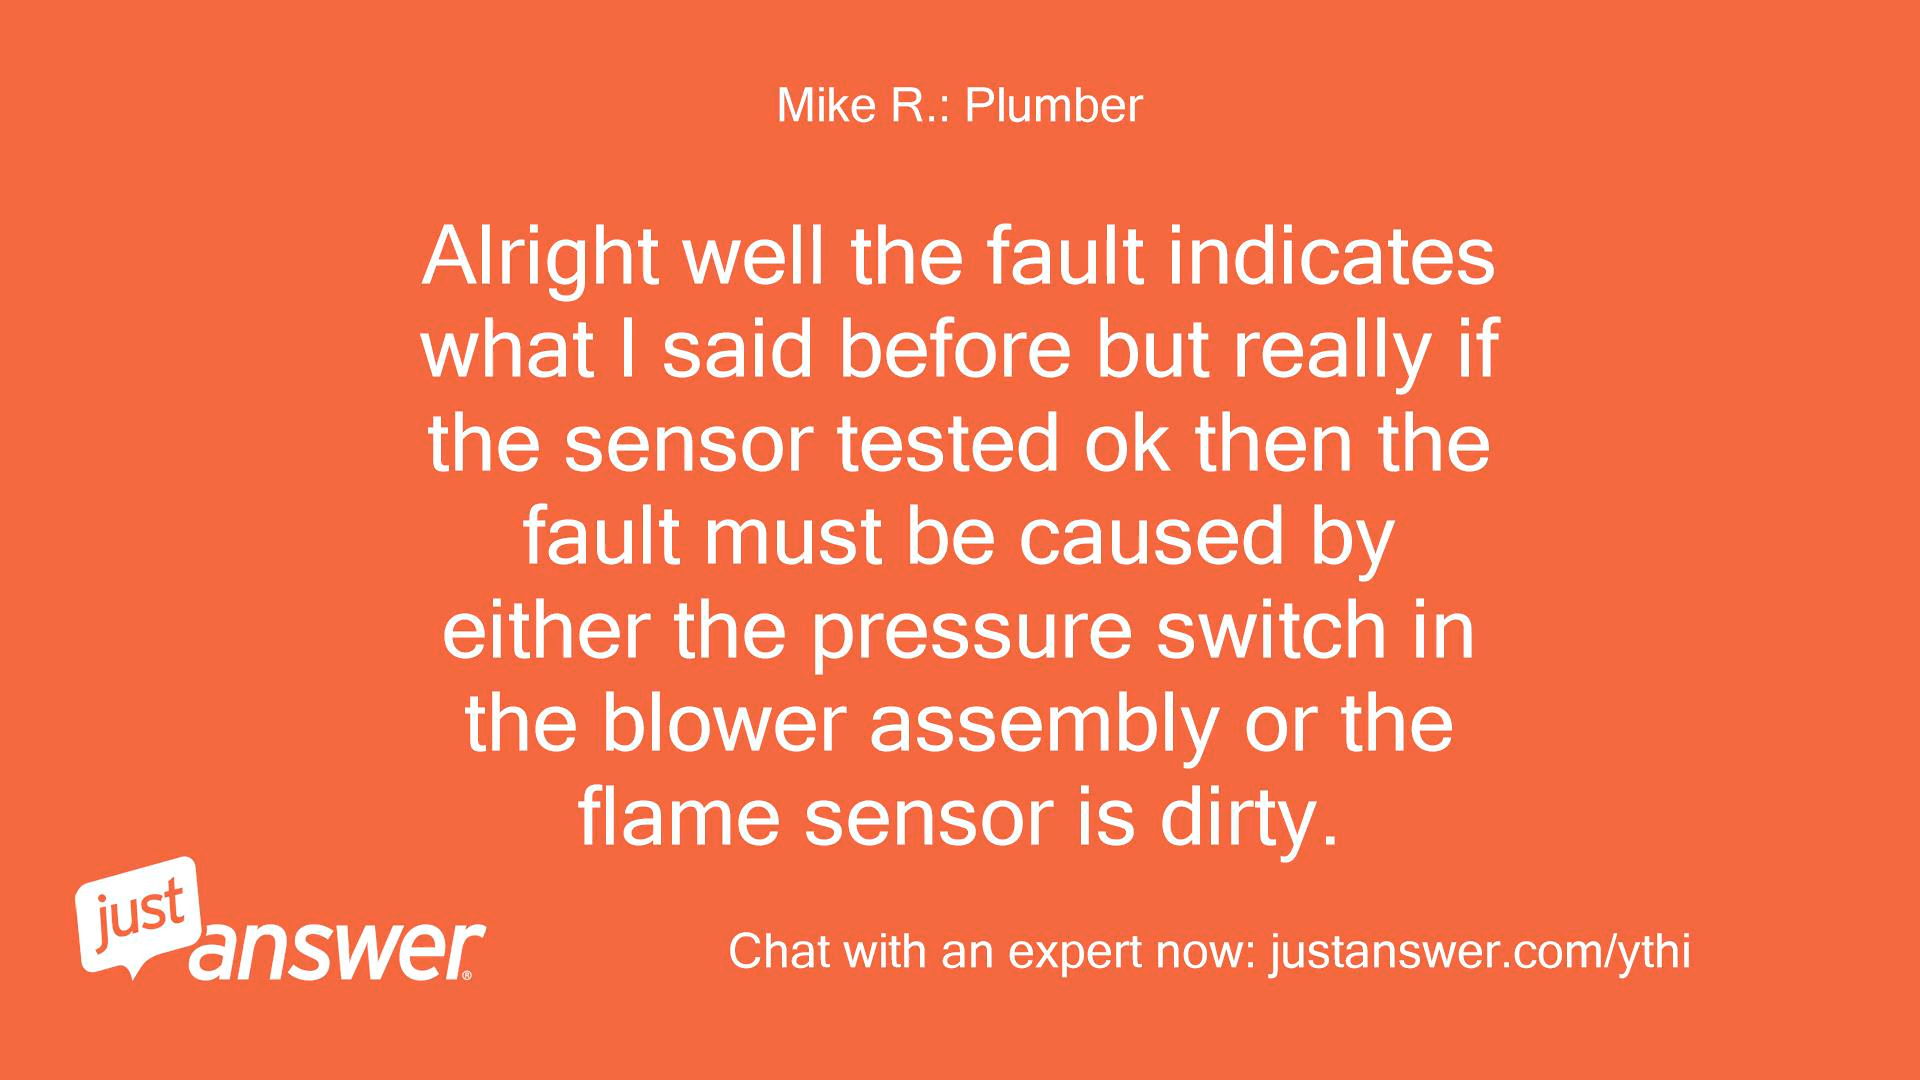 Mike R.: Plumber
Alright well the fault indicates
what I said before but really if
the sensor tested ok then the
fault must be caused by
either the pressure switch in
the blower assembly or the
flame sensor is dirty.
just
answer®
Chat with an expert now: justanswer.com/ythi